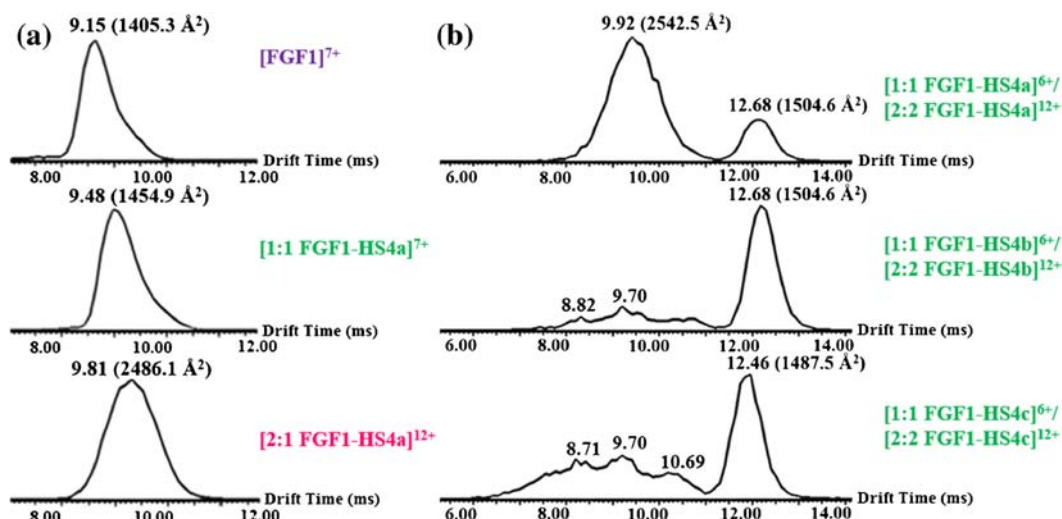 (a)
9.15 (1405.3 Å²)
[FGF1]⁷⁺
Drift Time (ms)
8.00 10.00 12.00
9.48 (1454.9 Å²)
[1:1 FGF1-HS4a]⁷⁺
Drift Time (ms)
8.00 10.00 12.00
9.81 (2486.1 Å²)
[2:1 FGF1-HS4a]¹²⁺
Drift Time (ms)
8.00 10.00 12.00
(b)
9.92 (2542.5 Å²)
12.68 (1504.6 Å²)
[1:1 FGF1-HS4a]⁶⁺/
[2:2 FGF1-HS4a]¹²⁺
Drift Time (ms)
6.00 8.00 10.00 12.00 14.00
12.68 (1504.6 Å²)
8.82 9.70
[1:1 FGF1-HS4b]⁶⁺/
[2:2 FGF1-HS4b]¹²⁺
Drift Time (ms)
6.00 8.00 10.00 12.00 14.00
12.46 (1487.5 Å²)
8.71 9.70 10.69
[1:1 FGF1-HS4c]⁶⁺/
[2:2 FGF1-HS4c]¹²⁺
Drift Time (ms)
6.00 8.00 10.00 12.00 14.00